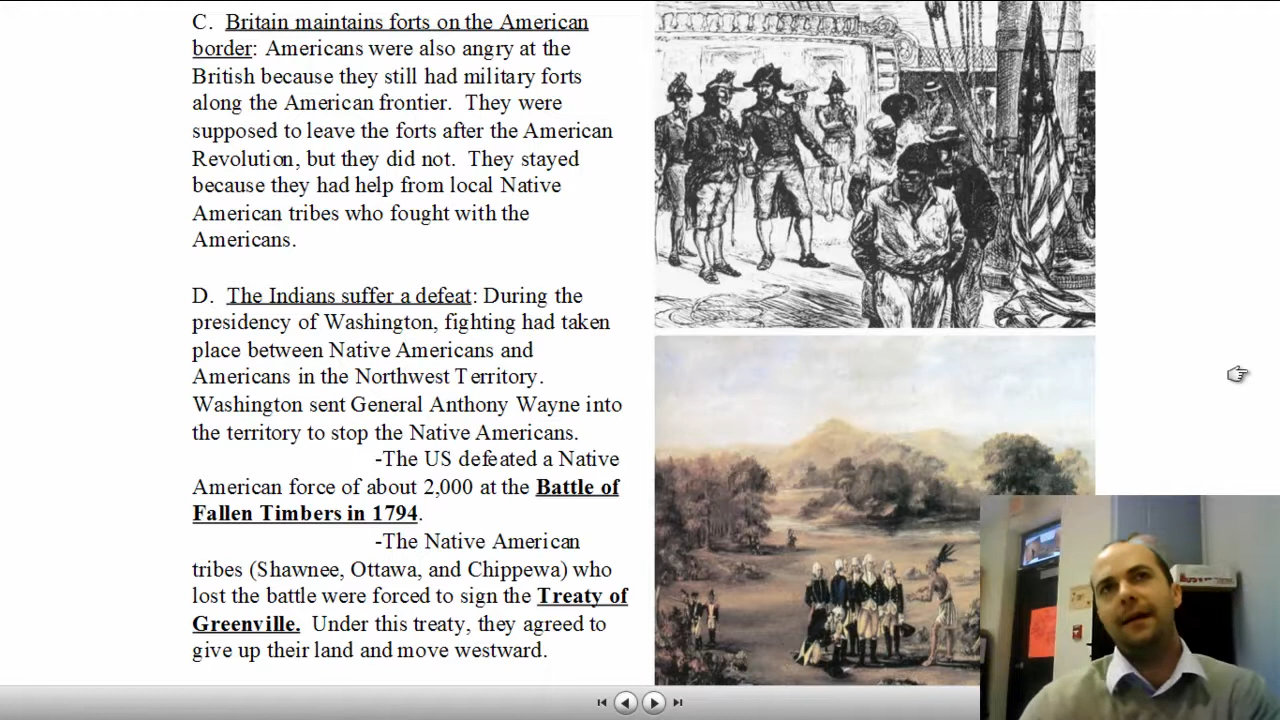 C. Britain maintains forts on the American
border: Americans were also angry at the
British because they still had military forts
along the American frontier. They were
supposed to leave the forts after the American
Revolution, but they did not. They stayed
because they had help from local Native
American tribes who fought with the
Americans.
D. The Indians suffer a defeat: During the
presidency of Washington, fighting had taken
place between Native Americans and
Americans in the Northwest Territory.
Washington sent General Anthony Wayne into
the territory to stop the Native Americans.
-The US defeated a Native
American force of about 2,000 at the Battle of
Fallen Timbers in 1794.
-The Native American
tribes (Shawnee, Ottawa, and Chippewa) who
lost the battle were forced to sign the Treaty of
Greenville. Under this treaty, they agreed to
give up their land and move westward.